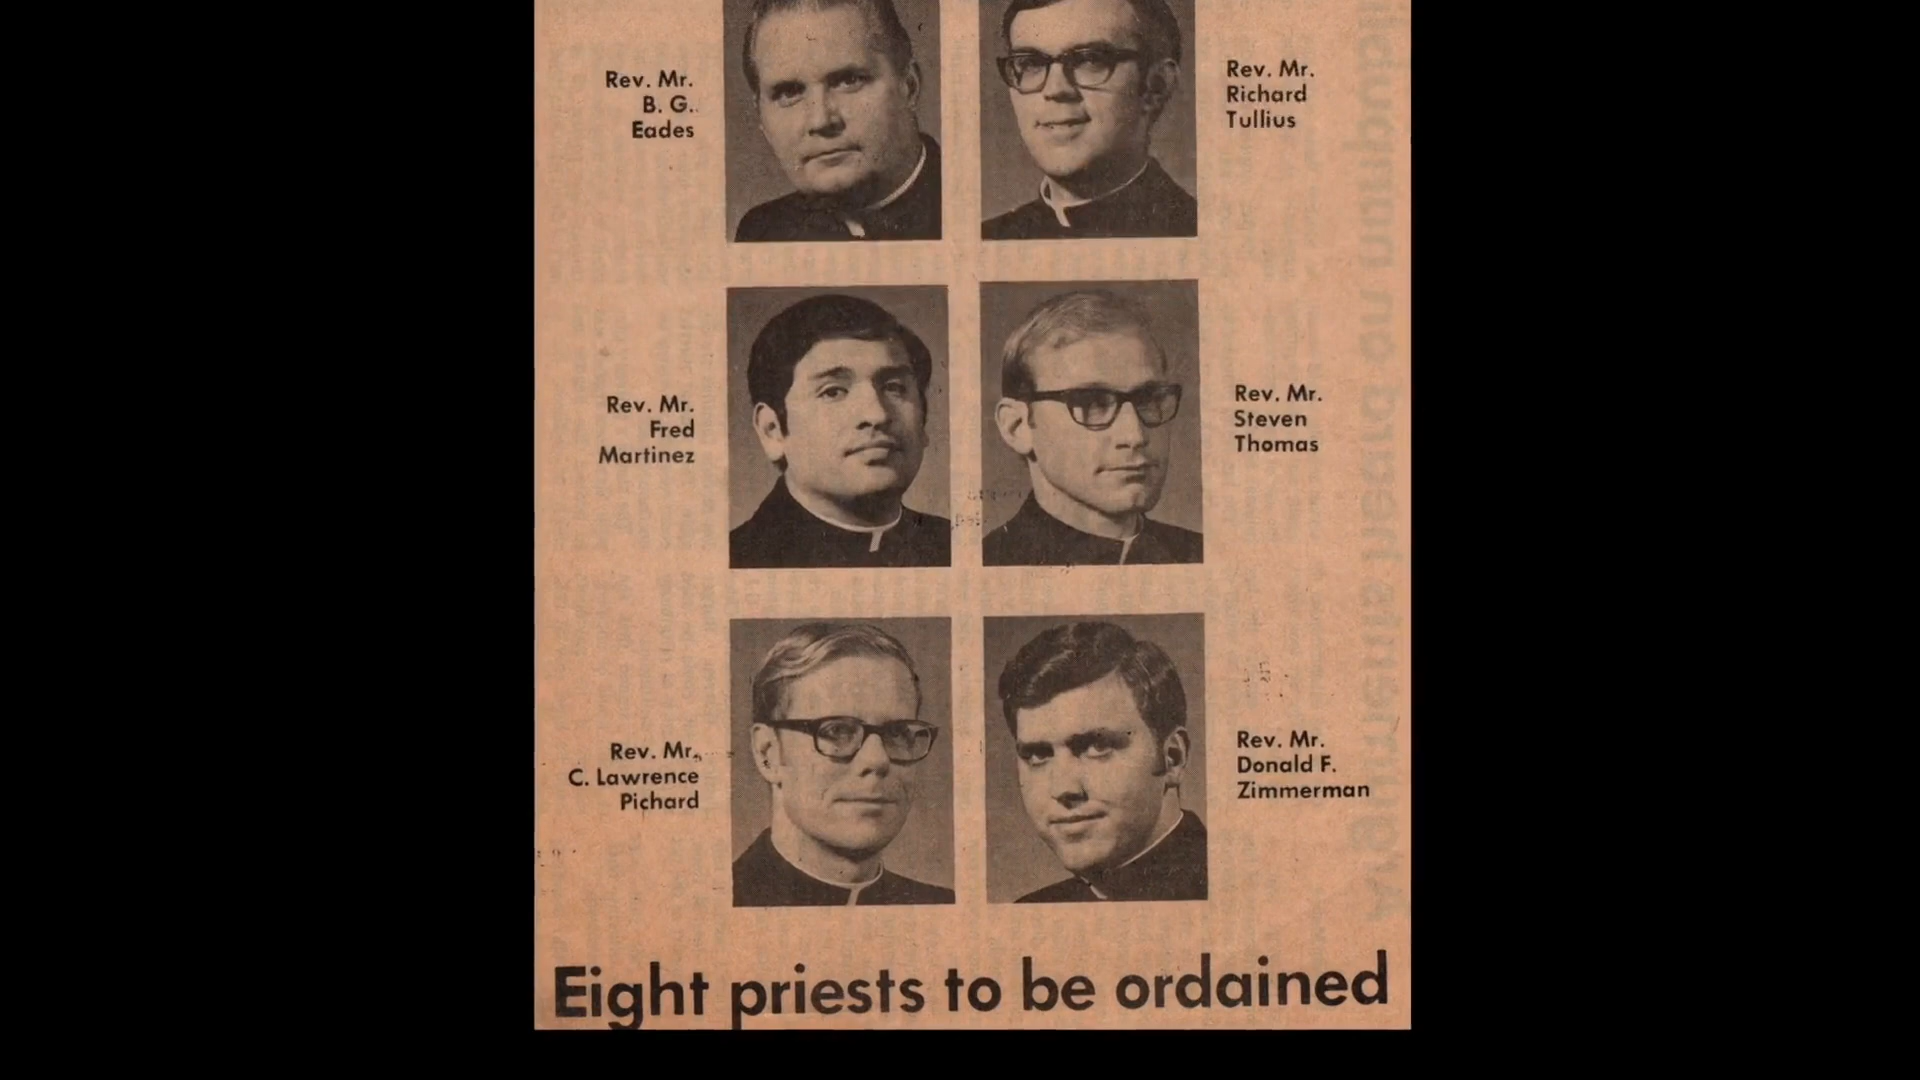 Rev. Mr.
B. G.
Eades
Rev. Mr.
Richard
Tullius
Rev. Mr.
Fred
Martinez
Rev. Mr.
Steven
Thomas
Rev. Mr.
C. Lawrence
Pichard
Rev. Mr.
Donald F.
Zimmerman
Eight priests to be ordained